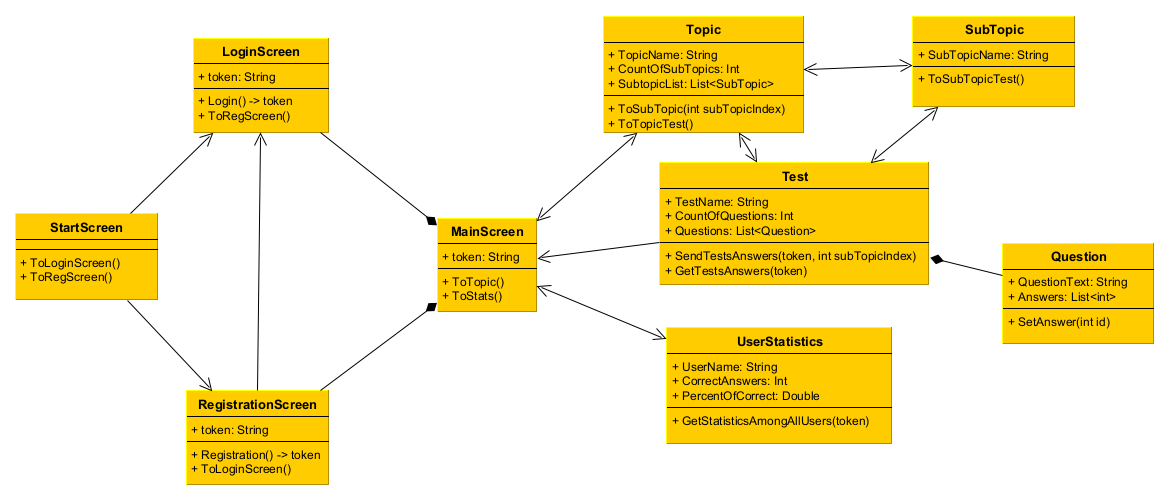 LoginScreen
+ token: String
+ Login() -> token
+ ToRegScreen()
Topic
+ TopicName: String
+ CountOfSubTopics: Int
+ SubtopicList: List<SubTopic>
+ ToSubTopic(int subTopicIndex)
+ ToTopicTest()
SubTopic
+ SubTopicName: String
+ ToSubTopicTest()
StartScreen
+ ToLoginScreen()
+ ToRegScreen()
MainScreen
+ token: String
+ ToTopic()
+ ToStats()
Test
+ TestName: String
+ CountOfQuestions: Int
+ Questions: List<Question>
+ SendTestsAnswers(token, int subTopicIndex)
+ GetTestsAnswers(token)
Question
+ QuestionText: String
+ Answers: List<int>
+ SetAnswer(int id)
UserStatistics
+ UserName: String
+ CorrectAnswers: Int
+ PercentOfCorrect: Double
+ GetStatisticsAmongAllUsers(token)
RegistrationScreen
+ token: String
+ Registration() -> token
+ ToLoginScreen()